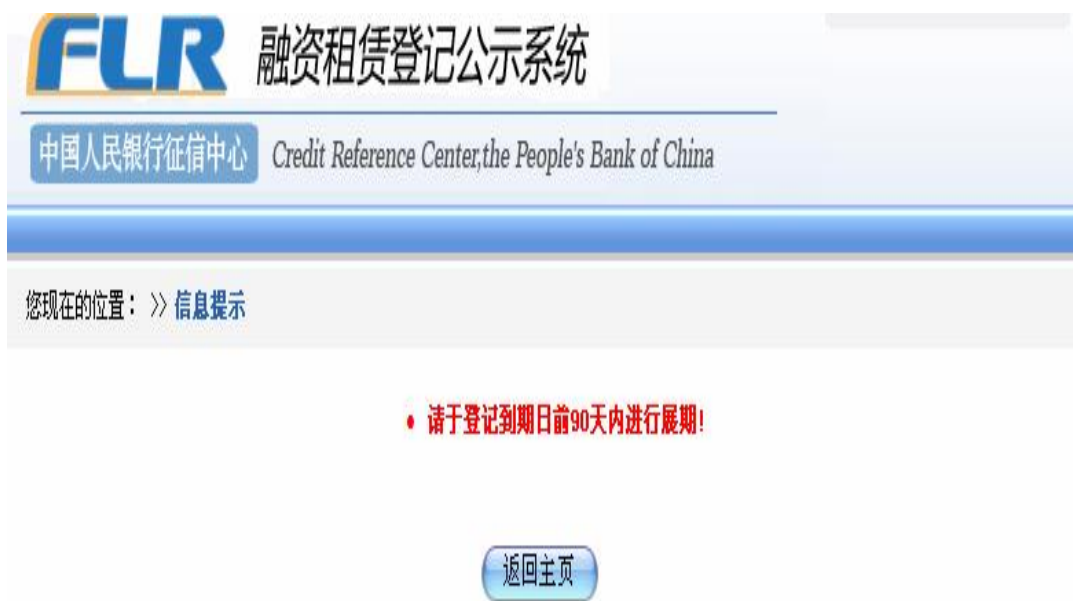 FLR 融资租赁登记公示系统
中国人民银行征信中心 Credit Reference Center,the People's Bank of China
您现在的位置： >> 信息提示
• 请于登记到期日前90天内进行展期!
返回主页